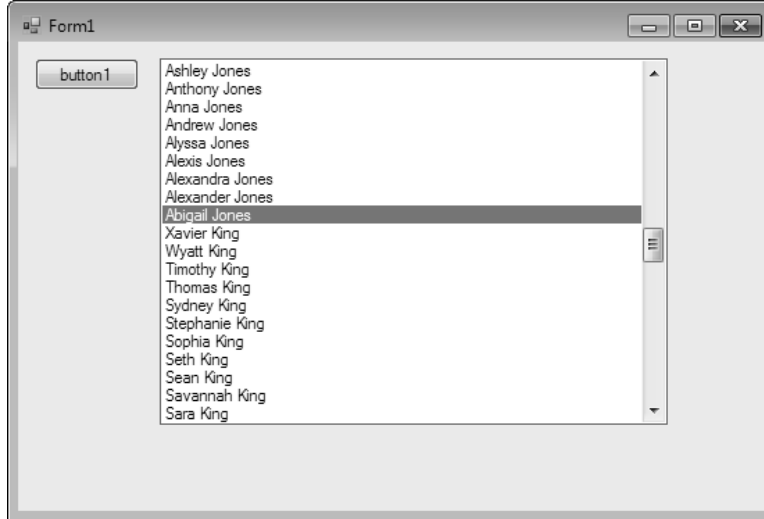 Form1
button1
Ashley Jones
Anthony Jones
Anna Jones
Andrew Jones
Alyssa Jones
Alexis Jones
Alexandra Jones
Alexander Jones
Abigail Jones
Xavier King
Wyatt King
Timothy King
Thomas King
Sydney King
Stephanie King
Sophia King
Seth King
Sean King
Savannah King
Sara King